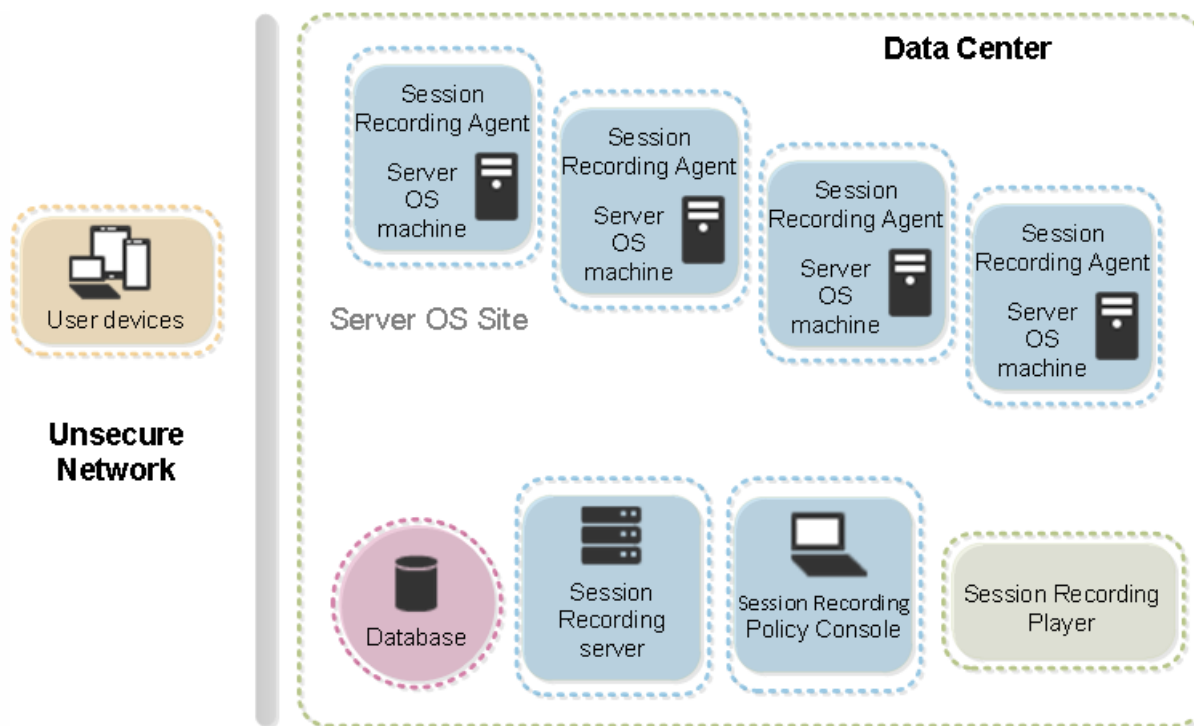 Data Center
Session
Recording Agent
Server
OS
machine
Session
Recording Agent
Server
OS
machine
Session
Recording Agent
Server
OS
machine
Session
Recording Agent
Server
OS
machine
User devices
Server OS Site
Unsecure
Network
Database
Session
Recording
server
Session Recording
Policy Console
Session Recording
Player